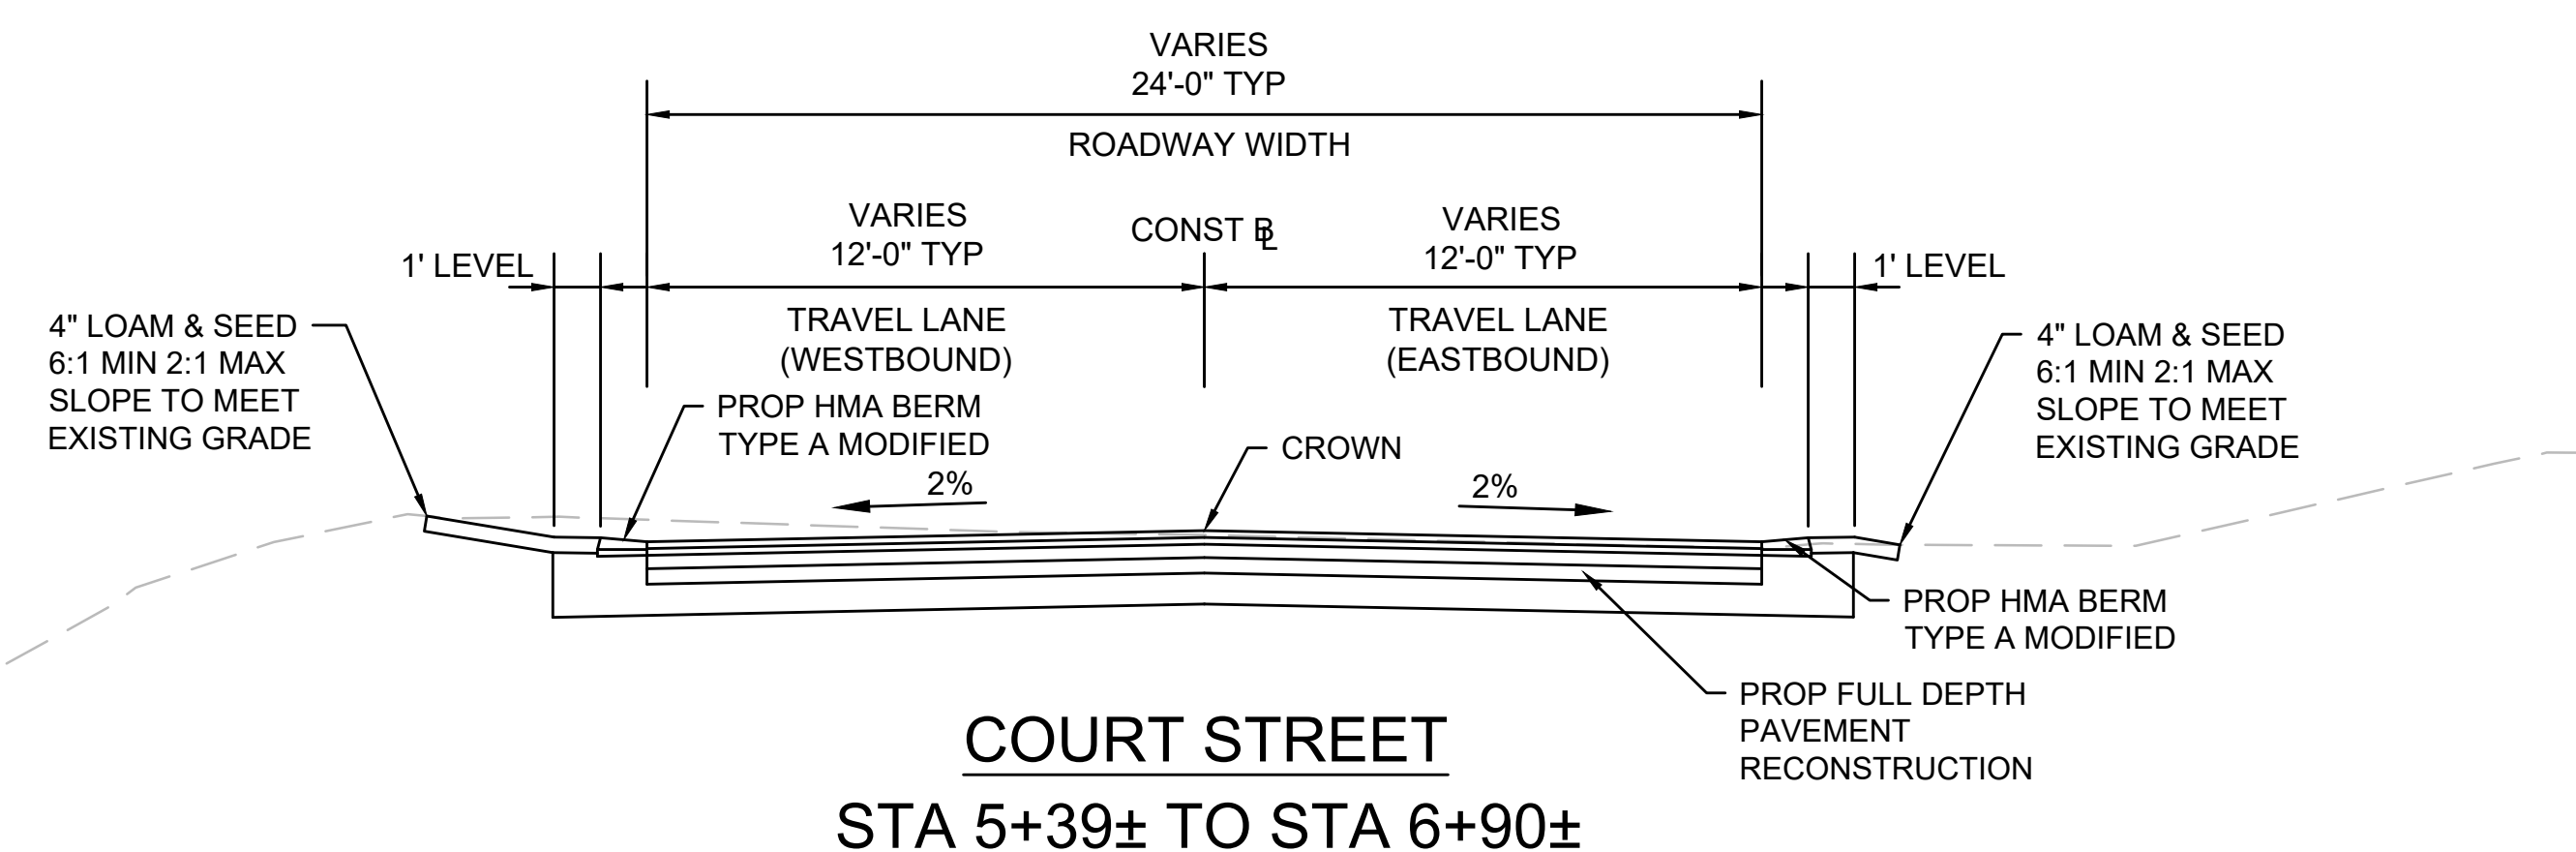 VARIES
24'-0" TYP
ROADWAY WIDTH
VARIES
12'-0" TYP
CONST BL
VARIES
12'-0" TYP
1' LEVEL
1' LEVEL
TRAVEL LANE
(WESTBOUND)
TRAVEL LANE
(EASTBOUND)
4" LOAM & SEED
6:1 MIN 2:1 MAX
SLOPE TO MEET
EXISTING GRADE
4" LOAM & SEED
6:1 MIN 2:1 MAX
SLOPE TO MEET
EXISTING GRADE
PROP HMA BERM
TYPE A MODIFIED
CROWN
2%
2%
PROP HMA BERM
TYPE A MODIFIED
PROP FULL DEPTH
PAVEMENT
RECONSTRUCTION
COURT STREET
STA 5+39± TO STA 6+90±